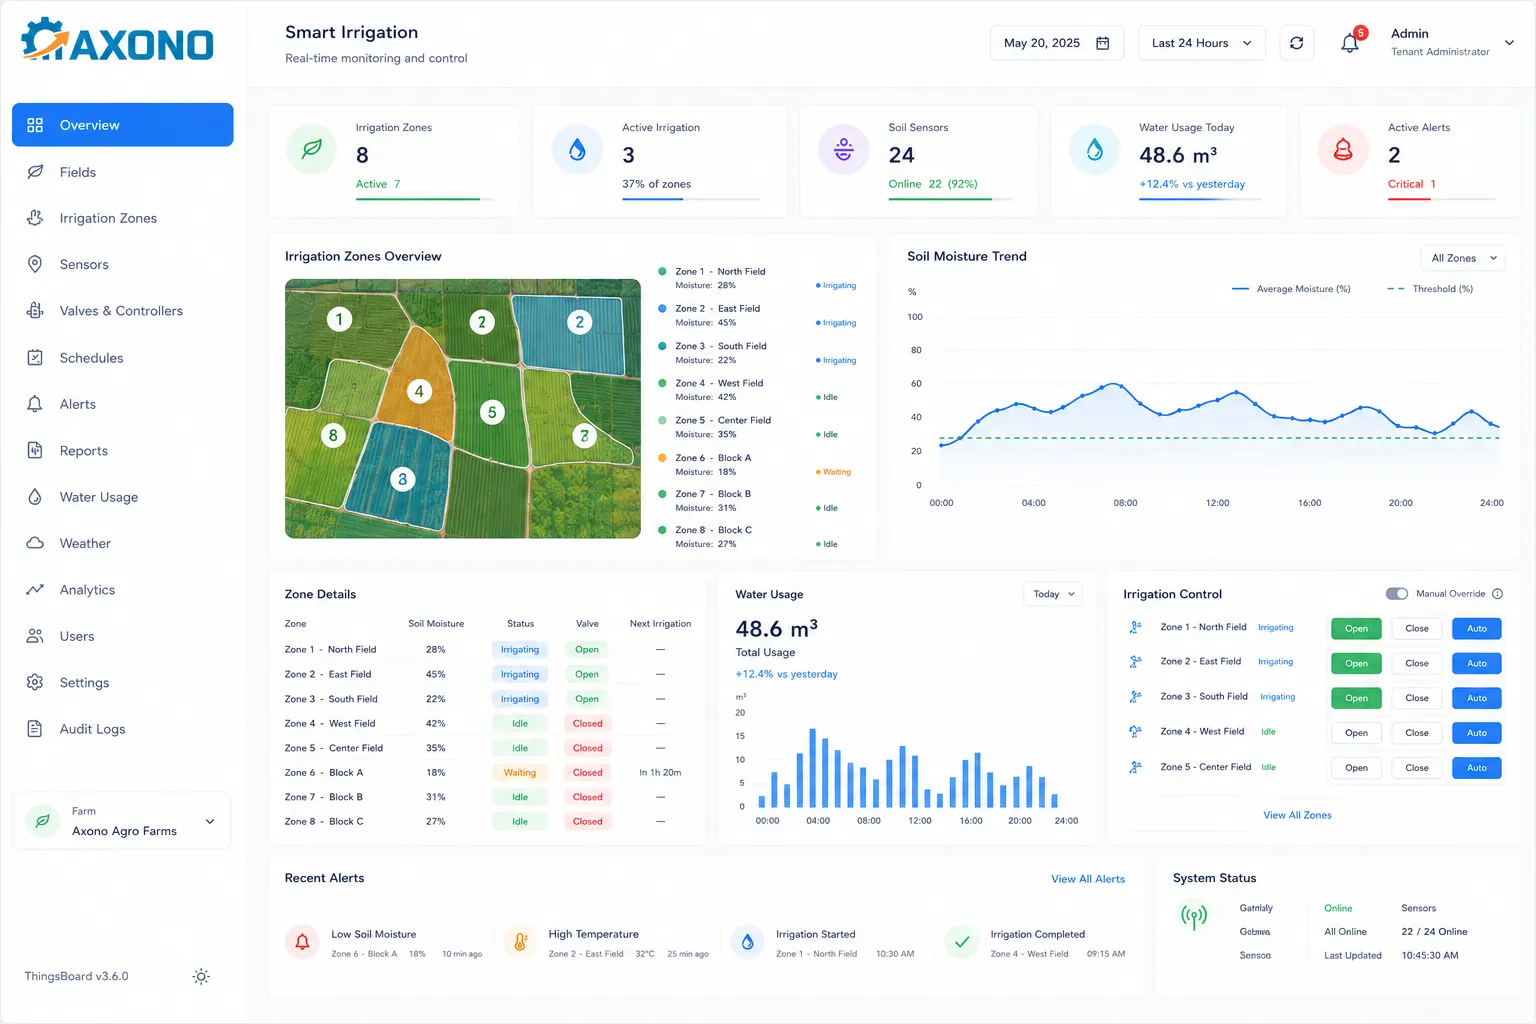 AXONO
Smart Irrigation
Real-time monitoring and control
May 20, 2025
Last 24 Hours
5
Admin
Tenant Administrator
Overview
Fields
Irrigation Zones
Sensors
Valves & Controllers
Schedules
Alerts
Reports
Water Usage
Weather
Analytics
Users
Settings
Audit Logs
Farm
Axono Agro Farms
ThingsBoard v3.6.0
Irrigation Zones
8
Active 7
Active Irrigation
3
37% of zones
Soil Sensors
24
Online 22 (92%)
Water Usage Today
48.6 m³
+12.4% vs yesterday
Active Alerts
2
Critical 1
Irrigation Zones Overview
1
2
2
4
5
8
3
Zone 1 - North Field
Moisture: 28%
Irrigating
Zone 2 - East Field
Moisture: 45%
Irrigating
Zone 3 - South Field
Moisture: 22%
Irrigating
Zone 4 - West Field
Moisture: 42%
Idle
Zone 5 - Center Field
Moisture: 35%
Idle
Zone 6 - Block A
Moisture: 18%
Waiting
Zone 7 - Block B
Moisture: 31%
Idle
Zone 8 - Block C
Moisture: 27%
Idle
Soil Moisture Trend
All Zones
%
Average Moisture (%)
Threshold (%)
100
80
60
40
20
0
00:00 04:00 08:00 12:00 16:00 20:00 24:00
Zone Details
Zone Soil Moisture Status Valve Next Irrigation
Zone 1 - North Field 28% Irrigating Open —
Zone 2 - East Field 45% Irrigating Open —
Zone 3 - South Field 22% Irrigating Open —
Zone 4 - West Field 42% Idle Closed —
Zone 5 - Center Field 35% Idle Closed —
Zone 6 - Block A 18% Waiting Closed In 1h 20m
Zone 7 - Block B 31% Idle Closed —
Zone 8 - Block C 27% Idle Closed —
Water Usage
Today
48.6 m³
Total Usage
+12.4% vs yesterday
m³
20
15
10
5
0
00:00 04:00 08:00 12:00 16:00 20:00 24:00
Irrigation Control
Manual Override
Zone 1 - North Field Irrigating Open Close Auto
Zone 2 - East Field Irrigating Open Close Auto
Zone 3 - South Field Irrigating Open Close Auto
Zone 4 - West Field Idle Open Close Auto
Zone 5 - Center Field Idle Open Close Auto
View All Zones
Recent Alerts
View All Alerts
Low Soil Moisture
Zone 6 - Block A 18% 10 min ago
High Temperature
Zone 2 - East Field 32°C 25 min ago
Irrigation Started
Zone 1 - North Field 10:30 AM
Irrigation Completed
Zone 4 - West Field 09:15 AM
System Status
Online Sensors
All Online 22 / 24 Online
Last Updated 10:45:30 AM